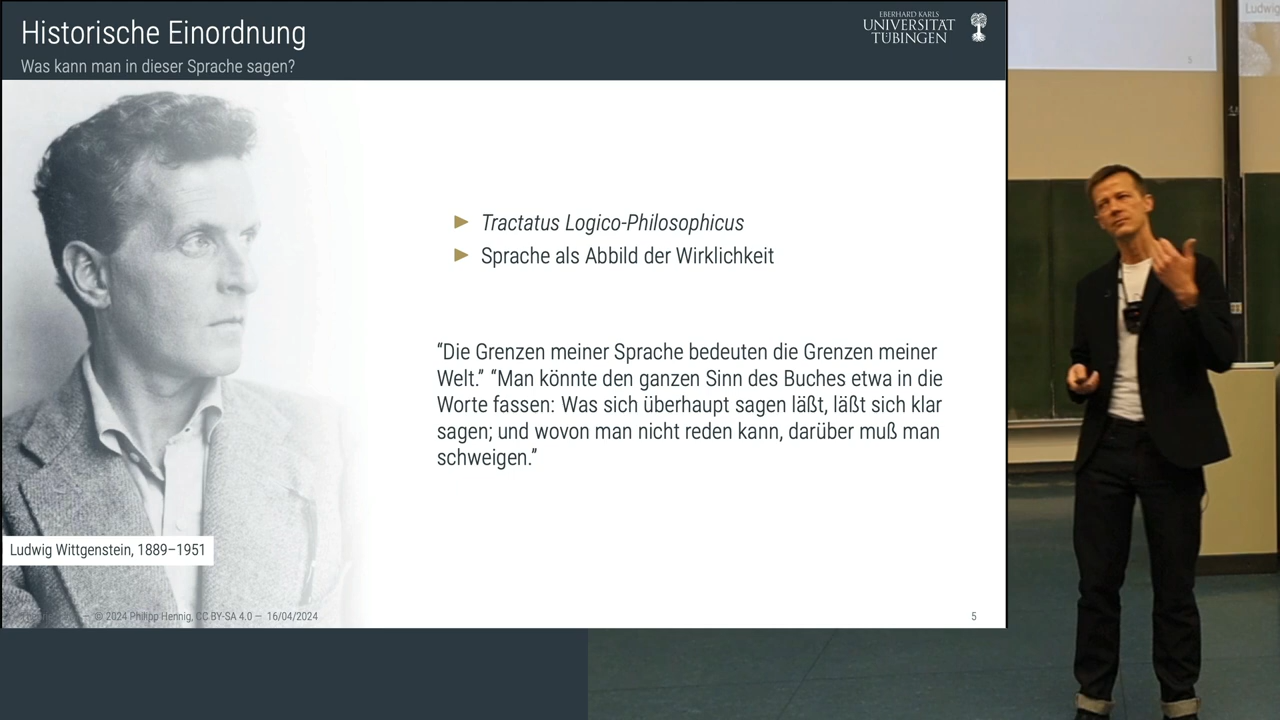 Historische Einordnung
Was kann man in dieser Sprache sagen?
EBERHARD KARLS
UNIVERSITÄT
TÜBINGEN
► Tractatus Logico-Philosophicus
► Sprache als Abbild der Wirklichkeit
“Die Grenzen meiner Sprache bedeuten die Grenzen meiner
Welt.” “Man könnte den ganzen Sinn des Buches etwa in die
Worte fassen: Was sich überhaupt sagen läßt, läßt sich klar
sagen; und wovon man nicht reden kann, darüber muß man
schweigen.”
Ludwig Wittgenstein, 1889–1951
— © 2024 Philipp Hennig, CC BY-SA 4.0 — 16/04/2024
5
5
Ludwig